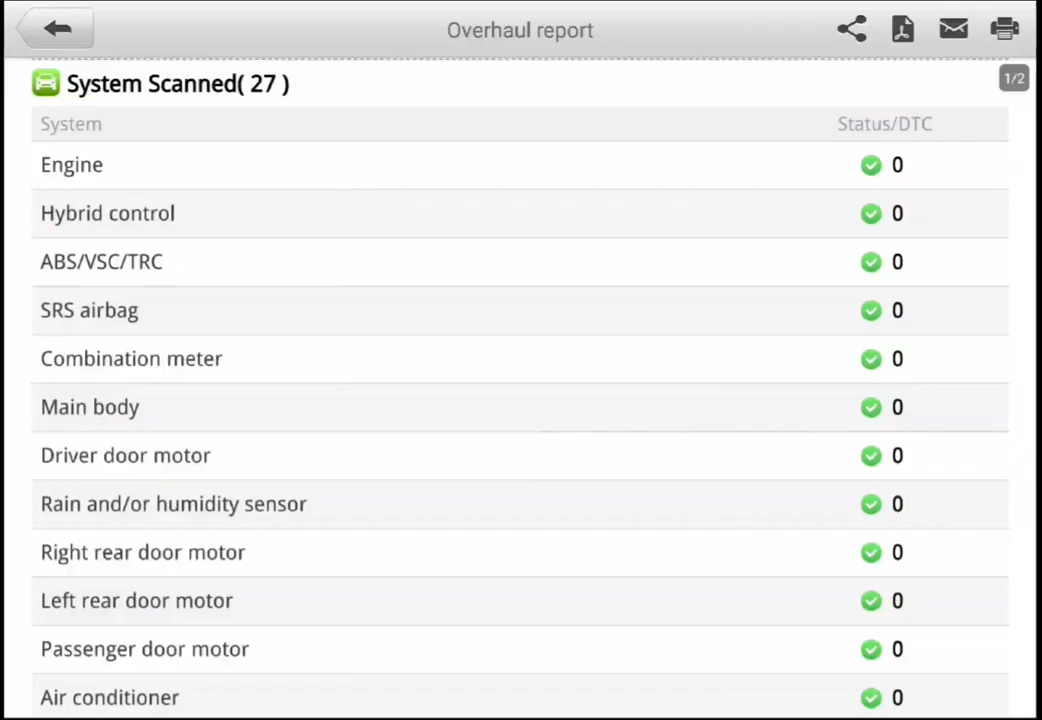 Overhaul report
System Scanned( 27 )
1/2
System Status/DTC
Engine 0
Hybrid control 0
ABS/VSC/TRC 0
SRS airbag 0
Combination meter 0
Main body 0
Driver door motor 0
Rain and/or humidity sensor 0
Right rear door motor 0
Left rear door motor 0
Passenger door motor 0
Air conditioner 0